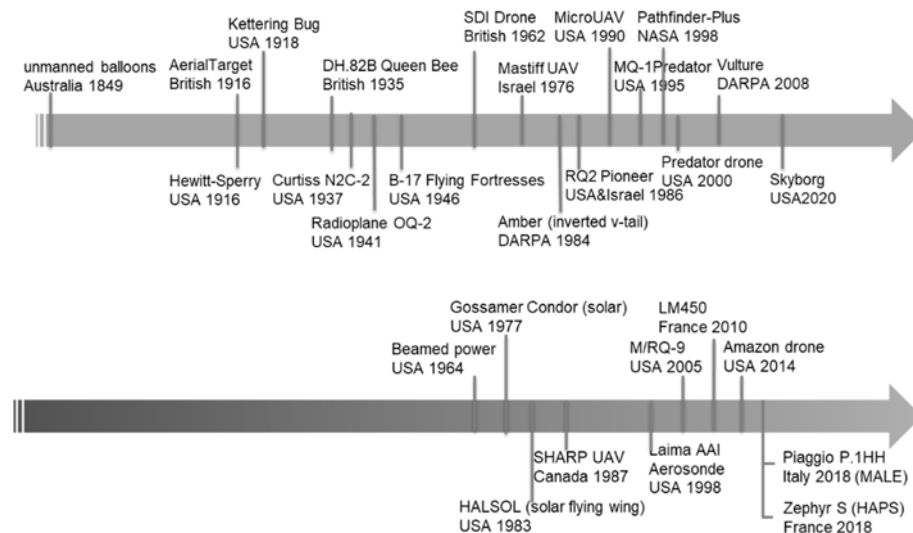 unmanned balloons
Australia 1849
AerialTarget
British 1916
Kettering Bug
USA 1918
DH.82B Queen Bee
British 1935
SDI Drone
British 1962
Mastiff UAV
Israel 1976
MicroUAV
USA 1990
MQ-1Predator
USA 1995
Pathfinder-Plus
NASA 1998
Vulture
DARPA 2008
Hewitt-Sperry
USA 1916
Curtiss N2C-2
USA 1937
Radioplane OQ-2
USA 1941
B-17 Flying Fortresses
USA 1946
Amber (inverted v-tail)
DARPA 1984
RQ2 Pioneer
USA&Israel 1986
Predator drone
USA 2000
Skyborg
USA2020
Beamed power
USA 1964
Gossamer Condor (solar)
USA 1977
M/RQ-9
USA 2005
LM450
France 2010
Amazon drone
USA 2014
HALSOL (solar flying wing)
USA 1983
SHARP UAV
Canada 1987
Laima AAI
Aerosonde
USA 1998
Piaggio P.1HH
Italy 2018 (MALE)
Zephyr S (HAPS)
France 2018